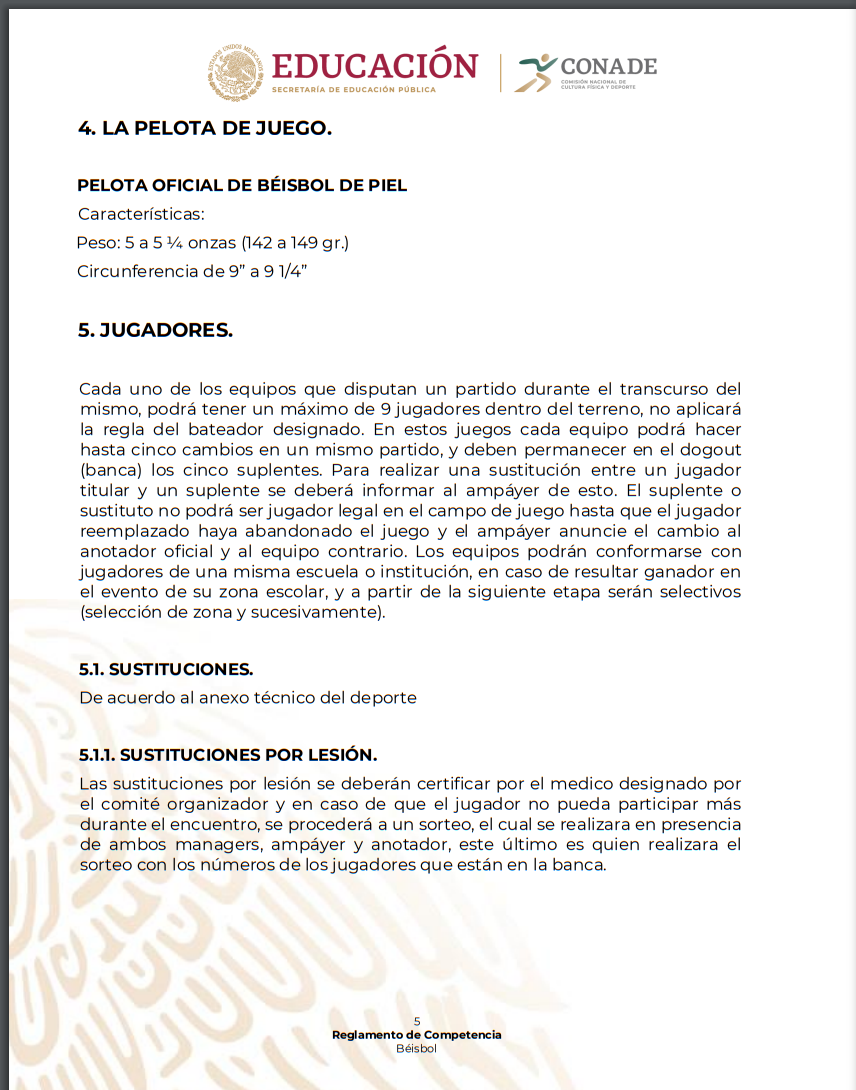 ESTADOS UNIDOS MEXICANOS
EDUCACIÓN
SECRETARÍA DE EDUCACIÓN PÚBLICA
CONADE
COMISIÓN NACIONAL DE
CULTURA FÍSICA Y DEPORTE
4. LA PELOTA DE JUEGO.
PELOTA OFICIAL DE BÉISBOL DE PIEL
Características:
Peso: 5 a 5 ¼ onzas (142 a 149 gr.)
Circunferencia de 9” a 9 1/4”
5. JUGADORES.
Cada uno de los equipos que disputan un partido durante el transcurso del
mismo, podrá tener un máximo de 9 jugadores dentro del terreno, no aplicará
la regla del bateador designado. En estos juegos cada equipo podrá hacer
hasta cinco cambios en un mismo partido, y deben permanecer en el dogout
(banca) los cinco suplentes. Para realizar una sustitución entre un jugador
titular y un suplente se deberá informar al ampáyer de esto. El suplente o
sustituto no podrá ser jugador legal en el campo de juego hasta que el jugador
reemplazado haya abandonado el juego y el ampáyer anuncie el cambio al
anotador oficial y al equipo contrario. Los equipos podrán conformarse con
jugadores de una misma escuela o institución, en caso de resultar ganador en
el evento de su zona escolar, y a partir de la siguiente etapa serán selectivos
(selección de zona y sucesivamente).
5.1. SUSTITUCIONES.
De acuerdo al anexo técnico del deporte
5.1.1. SUSTITUCIONES POR LESIÓN.
Las sustituciones por lesión se deberán certificar por el medico designado por
el comité organizador y en caso de que el jugador no pueda participar más
durante el encuentro, se procederá a un sorteo, el cual se realizara en presencia
de ambos managers, ampáyer y anotador, este último es quien realizara el
sorteo con los números de los jugadores que están en la banca.
5
Reglamento de Competencia
Béisbol